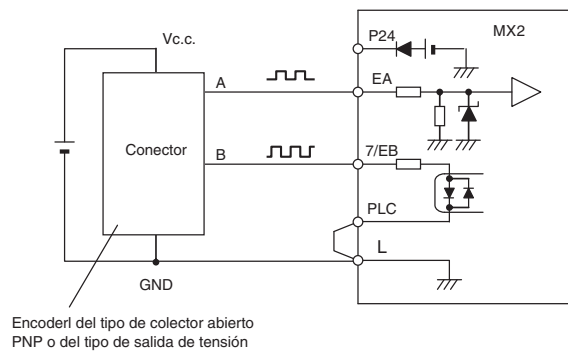 Vc.c.
MX2
P24
A
EA
Conector
B
7/EB
PLC
L
GND
Encoderl del tipo de colector abierto
PNP o del tipo de salida de tensión